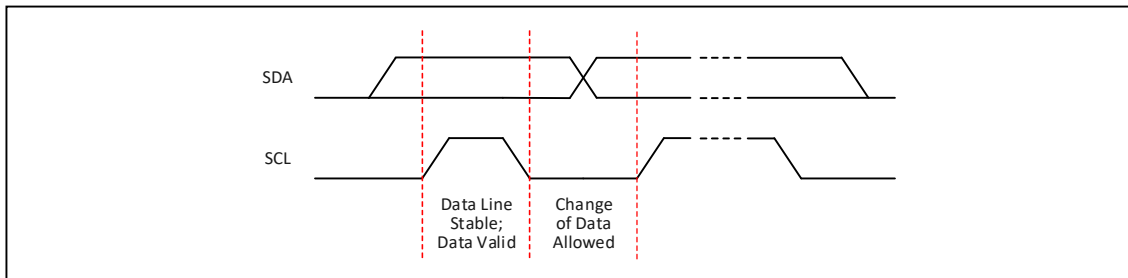 SDA
SCL
Data Line
Stable;
Data Valid
Change
of Data
Allowed